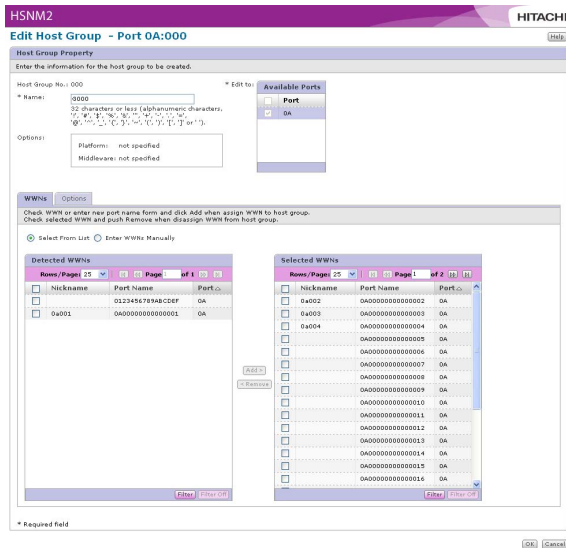 HSNM2
HITACHI
Edit Host Group - Port 0A:000
Help
Host Group Property
Enter the information for the host group to be created.
Host Group No.: 000
* Edit to:
Available Ports
Port
0A
* Name:
G000
32 characters or less (alphanumeric characters,
Options:
Platform: not specified
Middleware: not specified
WWNs
Options
Check WWN or enter new port name form and click Add when assign WWN to host group.
Check selected WWN and push Remove when disassign WWN from host group.
Select From List
Enter WWNs Manually
Detected WWNs
Rows/Page: 25
Page 1 of 1
Nickname Port Name Port
0123456789ABCDEF 0A
0a001 0A00000000000001 0A
Filter Filter Off
Add >
< Remove
Selected WWNs
Rows/Page: 25
Page 1 of 2
Nickname Port Name Port
0a002 0A00000000000002 0A
0a003 0A00000000000003 0A
0a004 0A00000000000004 0A
0A00000000000005 0A
0A00000000000006 0A
0A00000000000007 0A
0A00000000000008 0A
0A00000000000009 0A
0A00000000000010 0A
0A00000000000011 0A
0A00000000000012 0A
0A00000000000013 0A
0A00000000000014 0A
0A00000000000015 0A
0A00000000000016 0A
Filter Filter Off
* Required field
OK Cancel